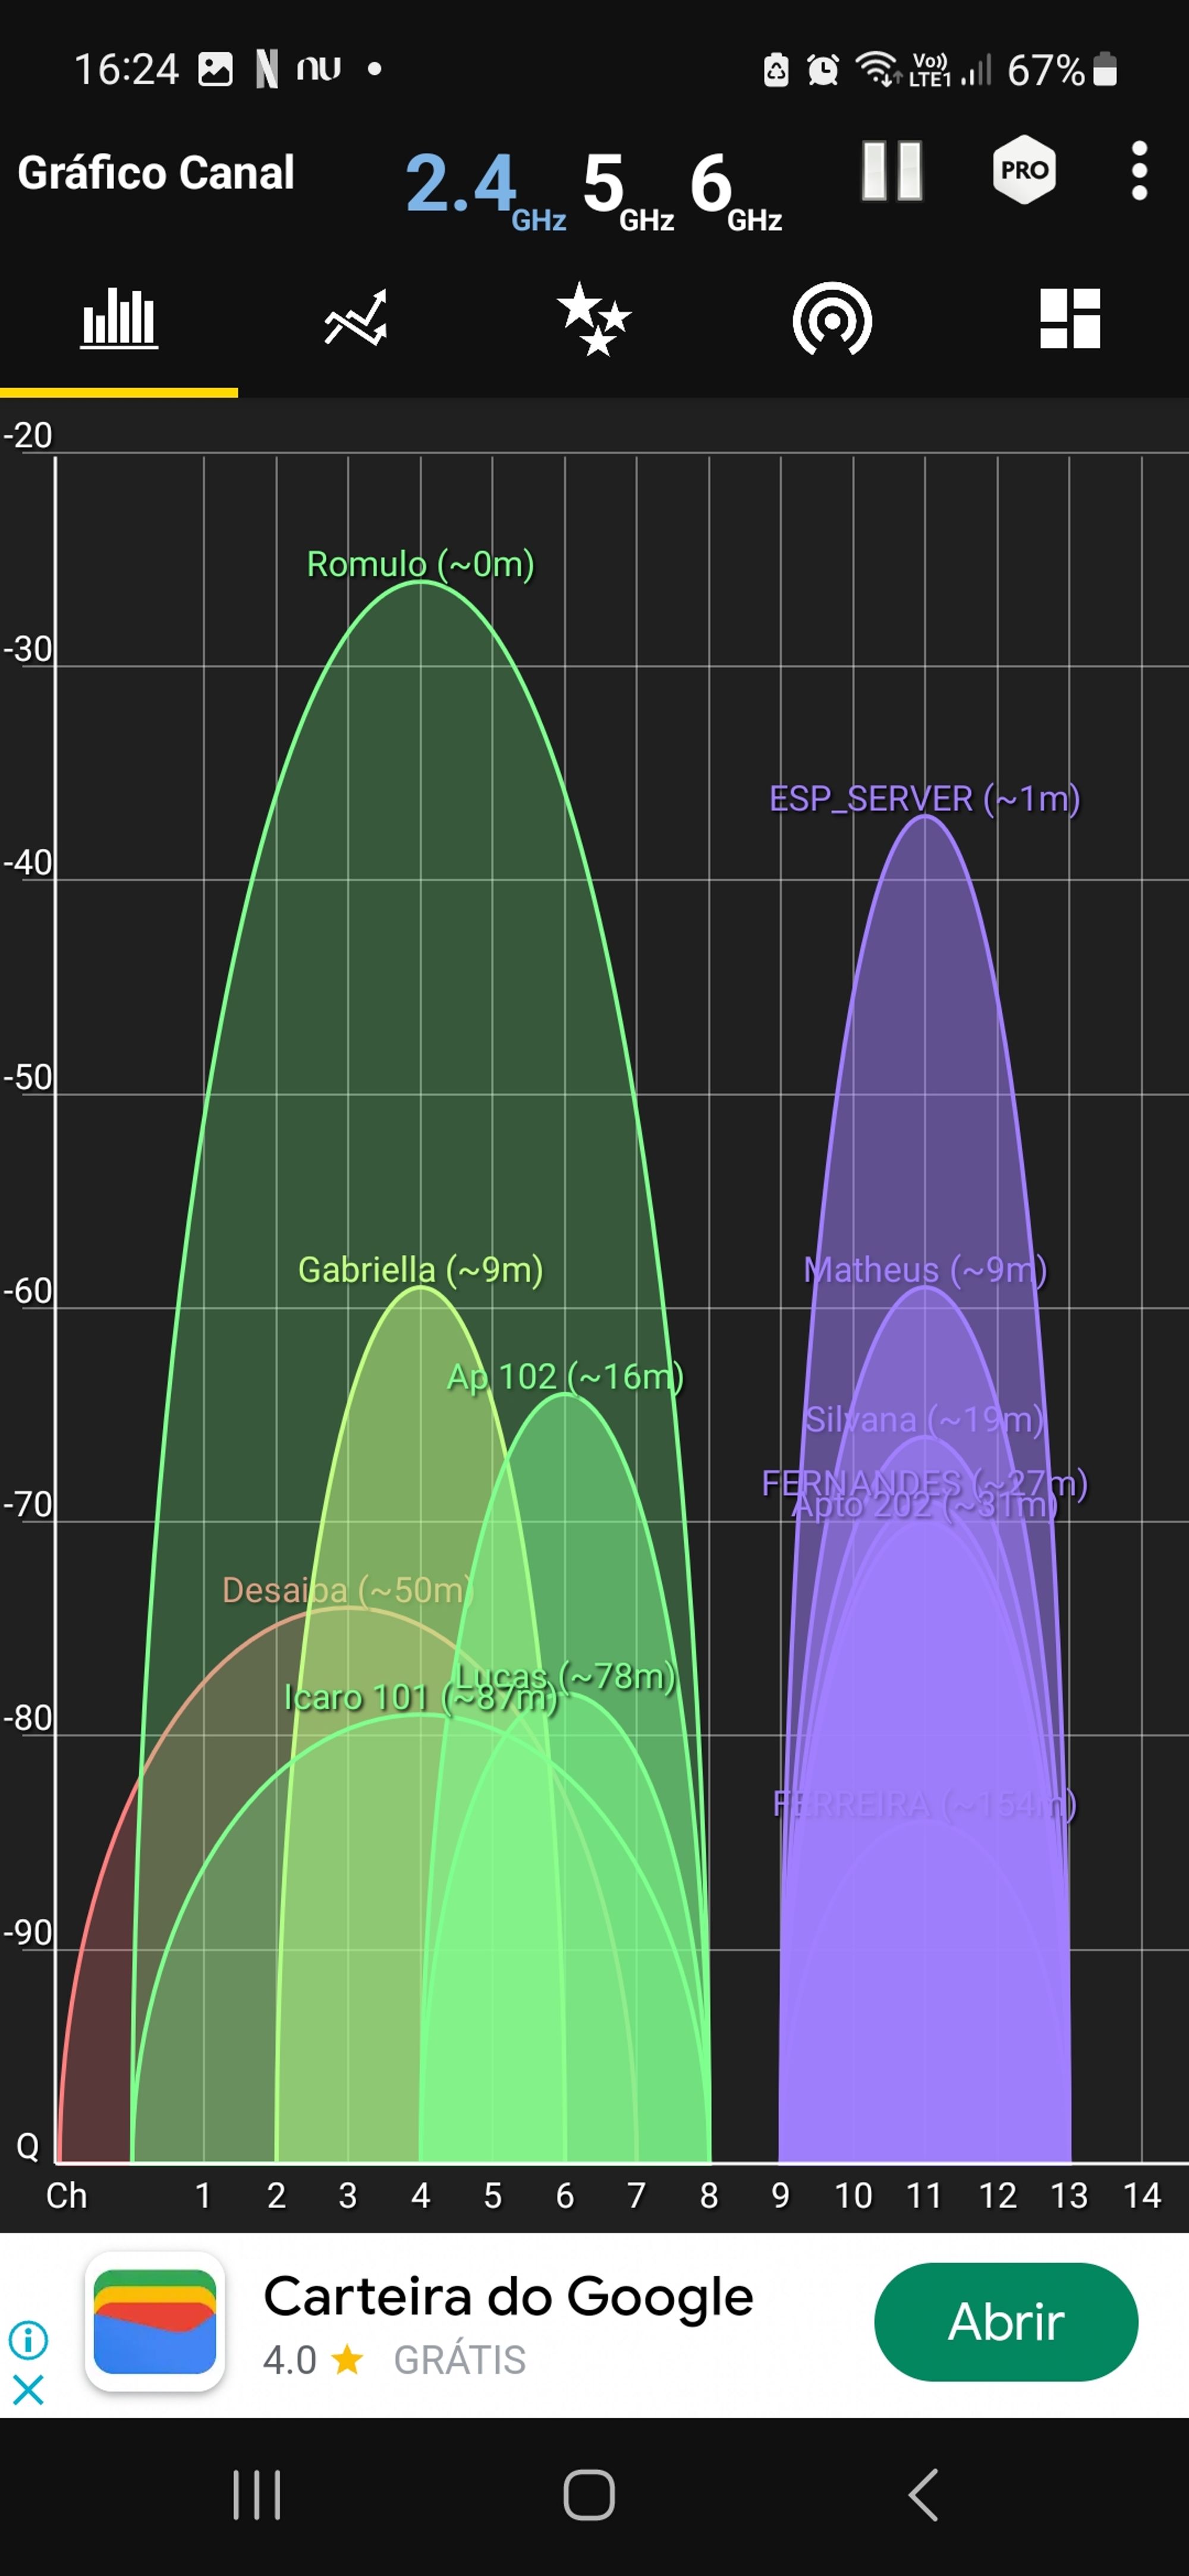 16:24 N nu Vo)) LTE1 67%
Gráfico Canal 2.4 GHz 5 GHz 6 GHz PRO
-20
Romulo (~0m)
-30
ESP_SERVER (~1m)
-40
-50
Gabriella (~9m) Matheus (~9m)
-60
Ap 102 (~16m)
Silvana (~19m)
FERNANDES (~27m)
-70 Apto 202 (~31m)
Desaiba (~50m)
Lucas (~78m)
Icaro 101 (~87m)
-80
FERREIRA (~154m)
-90
Q
Ch 1 2 3 4 5 6 7 8 9 10 11 12 13 14
Carteira do Google
4.0 GRÁTIS
Abrir